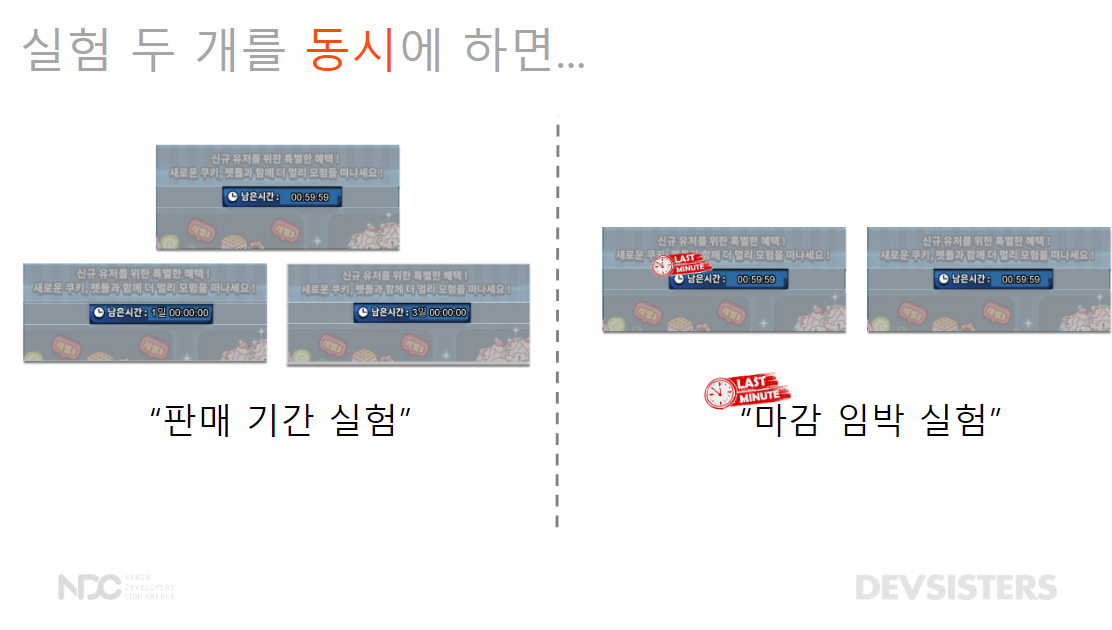 실험 두 개를 동시에 하면...
신규 유저를 위한 특별한 혜택 !
새로운 쿠키, 펫들과 함께 더 멀리 모험을 떠나세요 !
남은시간 : 00:59:59
레벨업
레벨업
신규 유저를 위한 특별한 혜택 !
새로운 쿠키, 펫들과 함께 더 멀리 모험을 떠나세요 !
남은시간 : 1일 00:00:00
신규 유저를 위한 특별한 혜택 !
새로운 쿠키, 펫들과 함께 더 멀리 모험을 떠나세요 !
남은시간 : 3일 00:00:00
“판매 기간 실험”
신규 유저를 위한 특별한 혜택 !
새로운 쿠키, 펫들과 함께 더 멀리 모험을 떠나세요 !
LAST
MINUTE
남은시간 : 00:59:59
신규 유저를 위한 특별한 혜택 !
새로운 쿠키, 펫들과 함께 더 멀리 모험을 떠나세요 !
남은시간 : 00:59:59
LAST
MINUTE
“마감 임박 실험”
NDC
NEXON
DEVELOPERS
CONFERENCE
DEVSISTERS